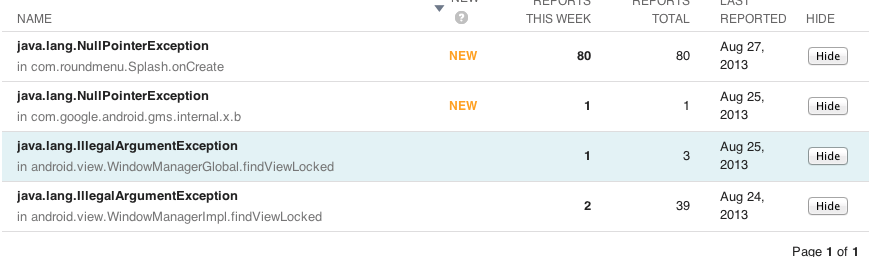 NEW REPORTS REPORTS LAST
NAME ? THIS WEEK TOTAL REPORTED HIDE
java.lang.NullPointerException
in com.roundmenu.Splash.onCreate
NEW 80 80 Aug 27, 2013 Hide
java.lang.NullPointerException
in com.google.android.gms.internal.x.b
NEW 1 1 Aug 25, 2013 Hide
java.lang.IllegalArgumentException
in android.view.WindowManagerGlobal.findViewLocked
1 3 Aug 25, 2013 Hide
java.lang.IllegalArgumentException
in android.view.WindowManagerImpl.findViewLocked
2 39 Aug 24, 2013 Hide
Page 1 of 1